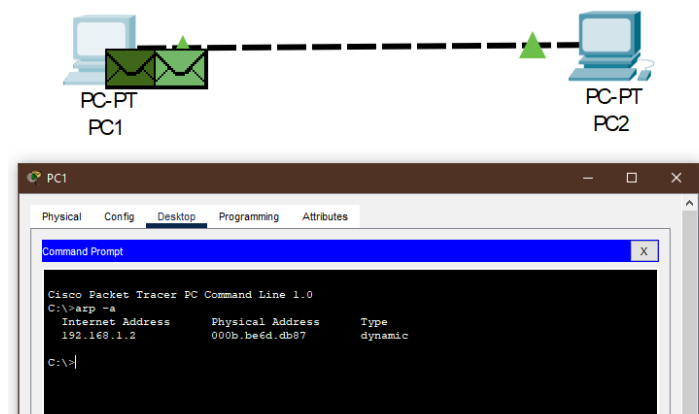 PC-PT
PC1
PC-PT
PC2
PC1
Physical Config Desktop Programming Attributes
Command Prompt
X
Cisco Packet Tracer PC Command Line 1.0
C:\>arp -a
Internet Address Physical Address Type
192.168.1.2 000b.be6d.db87 dynamic
C:\>